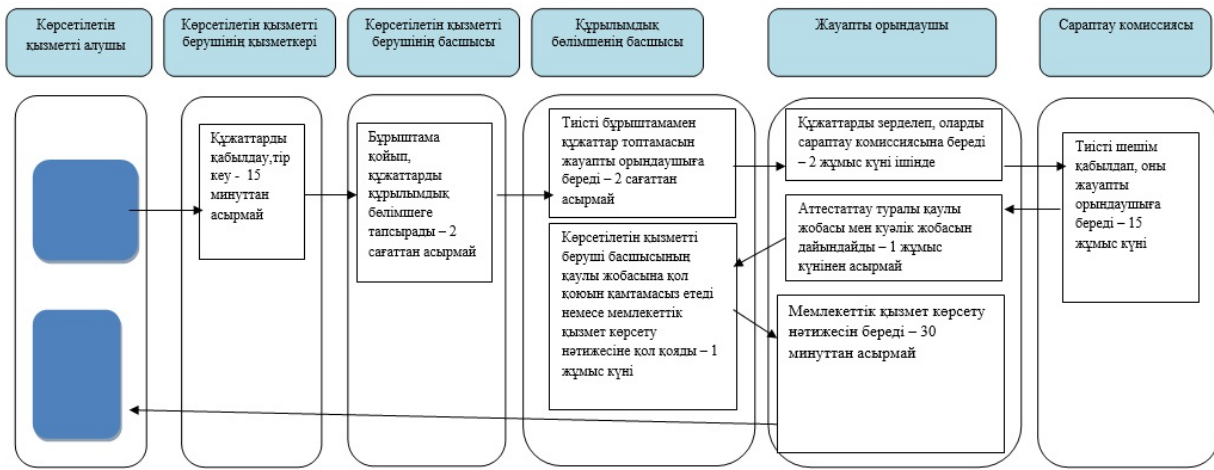 Көрсетілетін
қызметті алушы
Көрсетілетін қызметті
берушінің қызметкері
Көрсетілетін қызметті
берушінің басшысы
Құрылымдық
бөлімшенің басшысы
Жауапты орындаушы
Сараптау комиссиясы
Құжаттарды
қабылдау,тір
кеу - 15
минуттан
асырмай
Бұрыштама
қойып,
құжаттарды
құрылымдық
бөлімшеге
тапсырады – 2
сағаттан асырмай
Тиісті бұрыштамамен
құжаттар топтамасын
жауапты орындаушыға
береді – 2 сағаттан
асырмай
Құжаттарды зерделеп, оларды
сараптау комиссиясына береді
– 2 жұмыс күні ішінде
Тиісті шешім
қабылдап, оны
жауапты
орындаушыға
береді – 15
жұмыс күні
Аттестаттау туралы қаулы
жобасы мен куәлік жобасын
дайындайды – 1 жұмыс
күнінен асырмай
Көрсетілетін қызметті
беруші басшысының
қаулы жобасына қол
қоюын қамтамасыз етеді
немесе мемлекеттік
қызмет көрсету
нәтижесіне қол қояды – 1
жұмыс күні
Мемлекеттік қызмет көрсету
нәтижесін береді – 30
минуттан асырмай